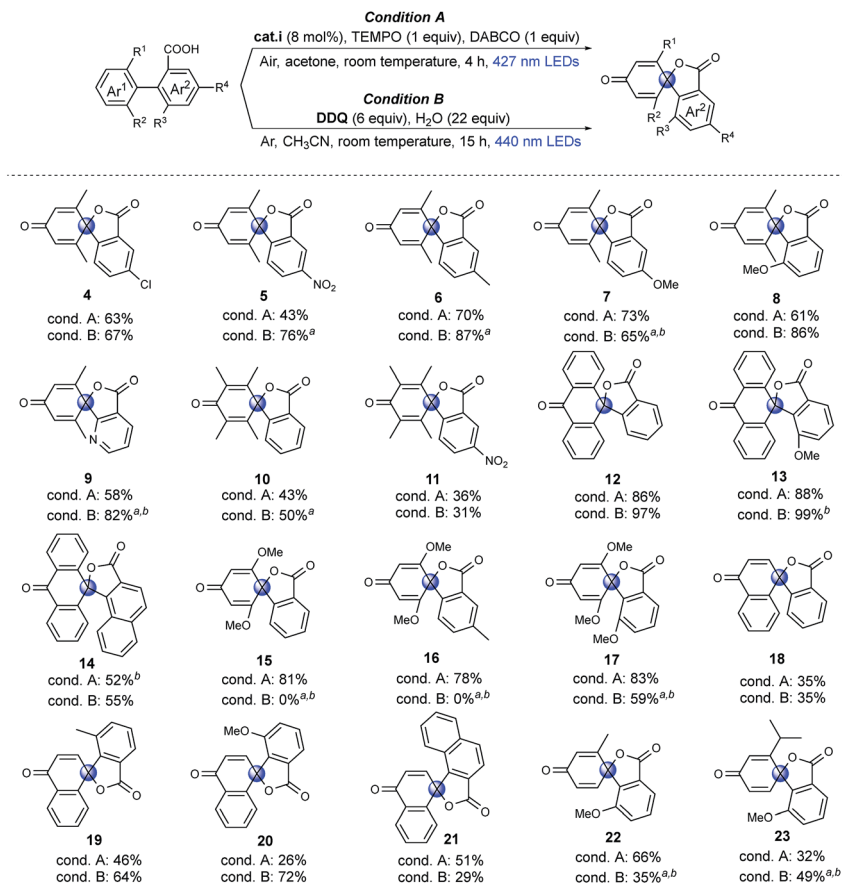 Condition A
cat.i (8 mol%), TEMPO (1 equiv), DABCO (1 equiv)
Air, acetone, room temperature, 4 h, 427 nm LEDs
Condition B
DDQ (6 equiv), H2O (22 equiv)
Ar, CH3CN, room temperature, 15 h, 440 nm LEDs
R1
COOH
Ar1
Ar2
R4
R2
R3
R1
O
O
O
R2
Ar2
R3
R4
O
O
O
Cl
4
cond. A: 63%
cond. B: 67%
O
O
O
NO2
5
cond. A: 43%
cond. B: 76%a
O
O
O
6
cond. A: 70%
cond. B: 87%a
O
O
O
OMe
7
cond. A: 73%
cond. B: 65%a,b
O
O
O
MeO
8
cond. A: 61%
cond. B: 86%
O
O
O
N
9
cond. A: 58%
cond. B: 82%a,b
O
O
O
10
cond. A: 43%
cond. B: 50%a
O
O
O
NO2
11
cond. A: 36%
cond. B: 31%
O
O
O
12
cond. A: 86%
cond. B: 97%
O
O
O
OMe
13
cond. A: 88%
cond. B: 99%b
O
O
O
14
cond. A: 52%b
cond. B: 55%
OMe
O
O
O
MeO
15
cond. A: 81%
cond. B: 0%a,b
OMe
O
O
O
MeO
16
cond. A: 78%
cond. B: 0%a,b
OMe
O
O
O
MeO
MeO
17
cond. A: 83%
cond. B: 59%a,b
O
O
O
18
cond. A: 35%
cond. B: 35%
O
O
O
19
cond. A: 46%
cond. B: 64%
MeO
O
O
O
20
cond. A: 26%
cond. B: 72%
O
O
O
21
cond. A: 51%
cond. B: 29%
O
O
O
MeO
22
cond. A: 66%
cond. B: 35%a,b
O
O
O
MeO
23
cond. A: 32%
cond. B: 49%a,b